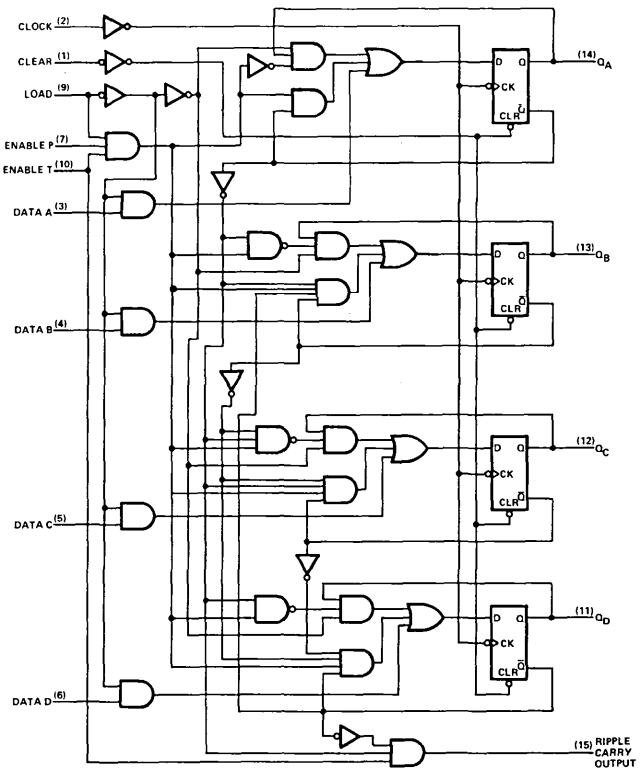 CLOCK (2)
CLEAR (1)
LOAD (9)
ENABLE P (7)
ENABLE T (10)
DATA A (3)
D Q
CK
CLR Q̅
(14) QA
DATA B (4)
D Q
CK
CLR Q̅
(13) QB
DATA C (5)
D Q
CK
CLR Q̅
(12) QC
DATA D (6)
D Q
CK
CLR Q̅
(11) QD
(15) RIPPLE
CARRY
OUTPUT